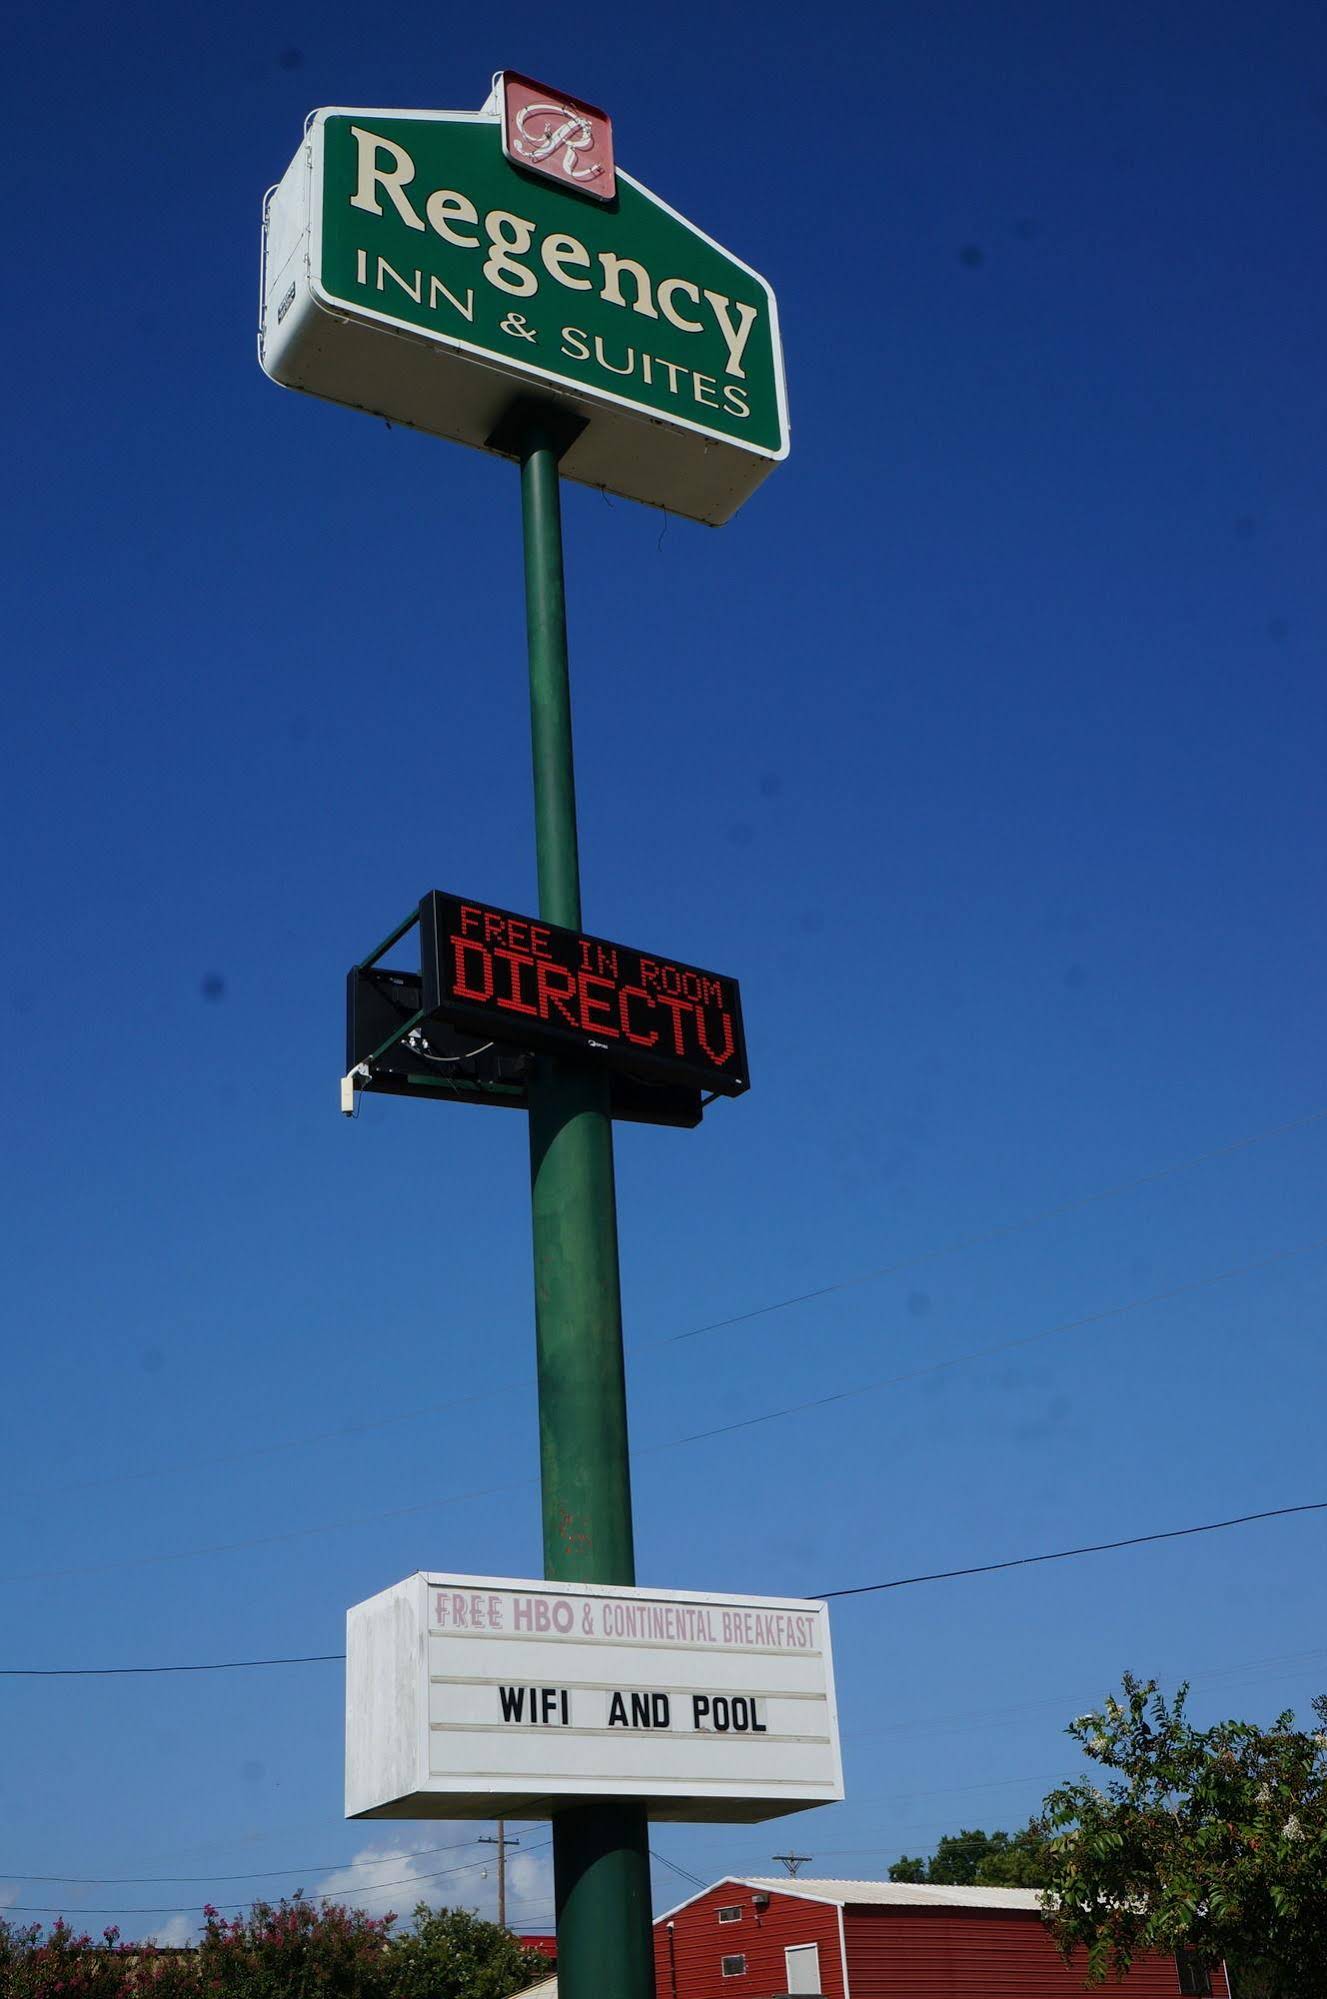 R
Regency
INN & SUITES
FREE IN ROOM
DIRECTV
FREE HBO & CONTINENTAL BREAKFAST
WIFI AND POOL